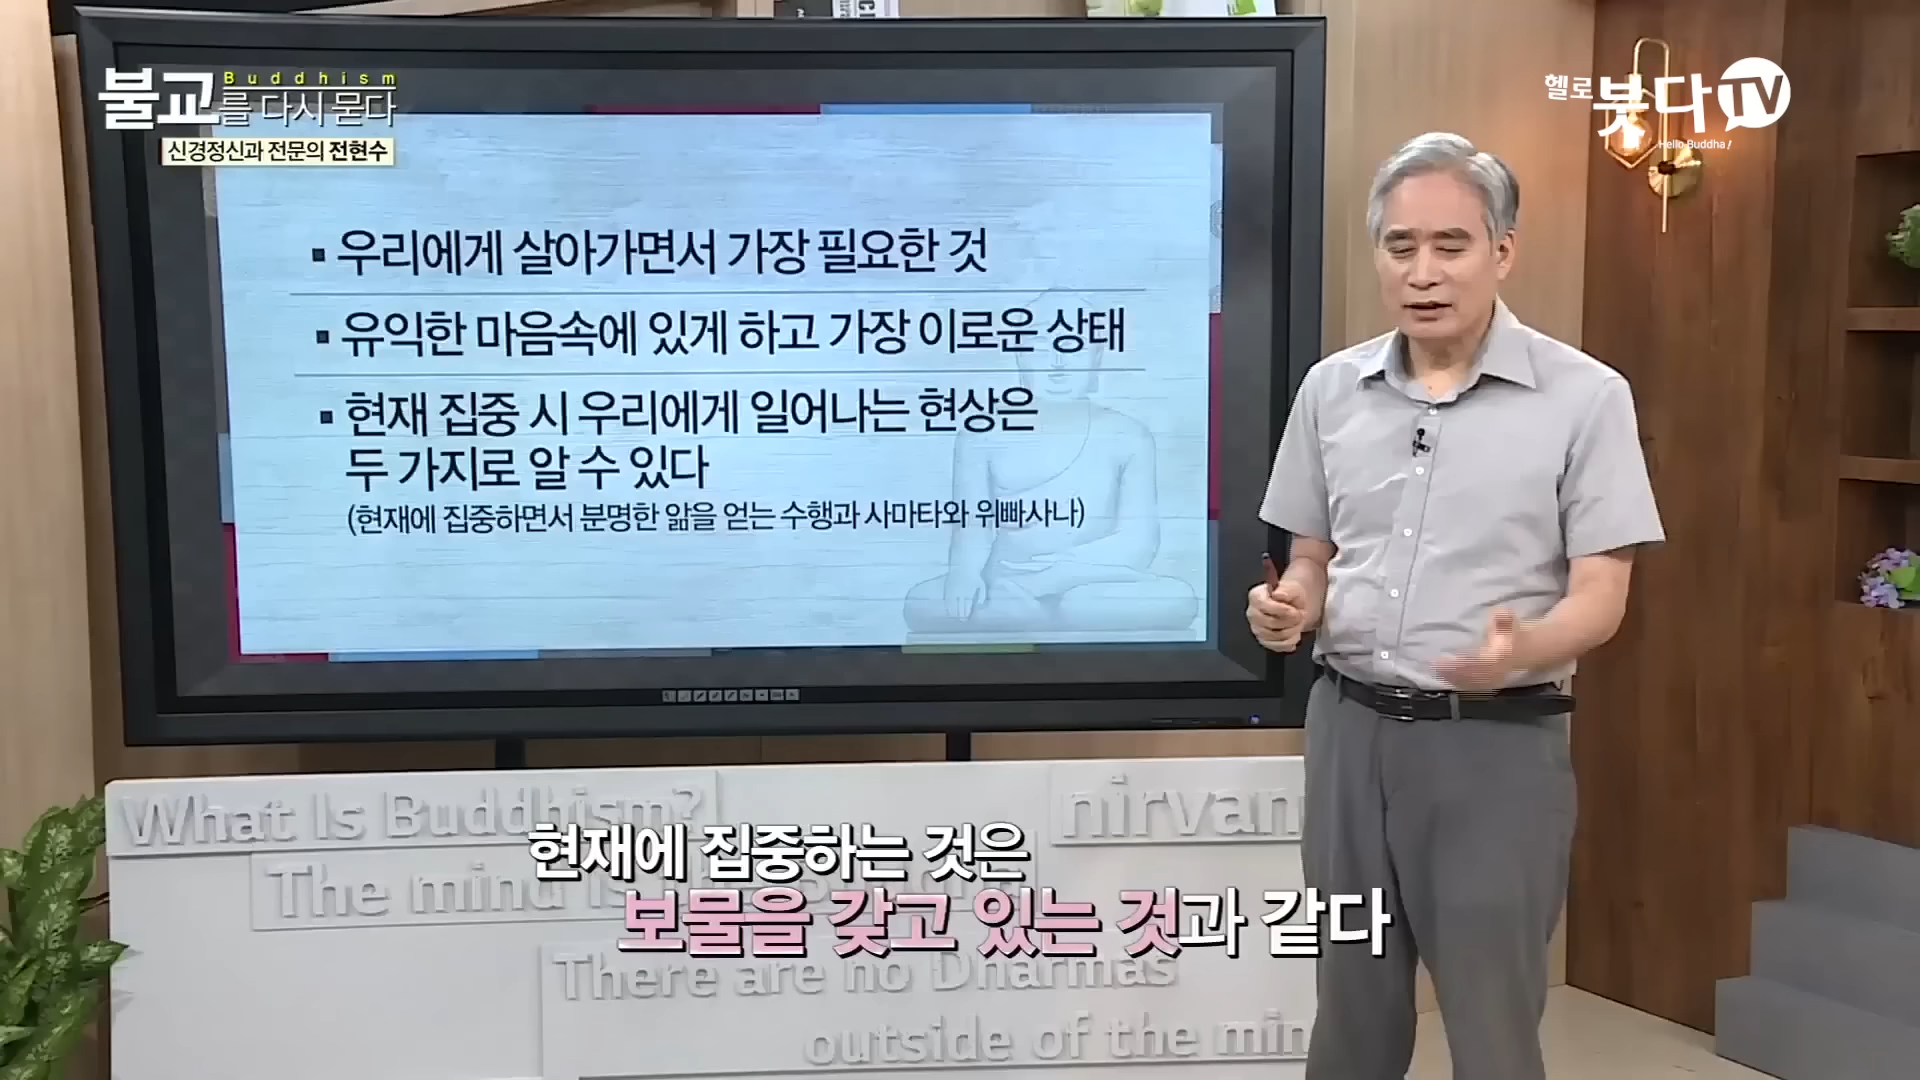 Buddhism
불교를 다시 묻다
신경정신과 전문의 전현수
헬로 붓다 TV
Hello Buddha!
▪ 우리에게 살아가면서 가장 필요한 것
▪ 유익한 마음속에 있게 하고 가장 이로운 상태
▪ 현재 집중 시 우리에게 일어나는 현상은
두 가지로 알 수 있다
(현재에 집중하면서 분명한 앎을 얻는 수행과 사마타와 위빠사나)
What Is Buddhism?
nirvan
현재에 집중하는 것은
The mind is
보물을 갖고 있는 것과 같다
There are no Dharmas
outside of the min